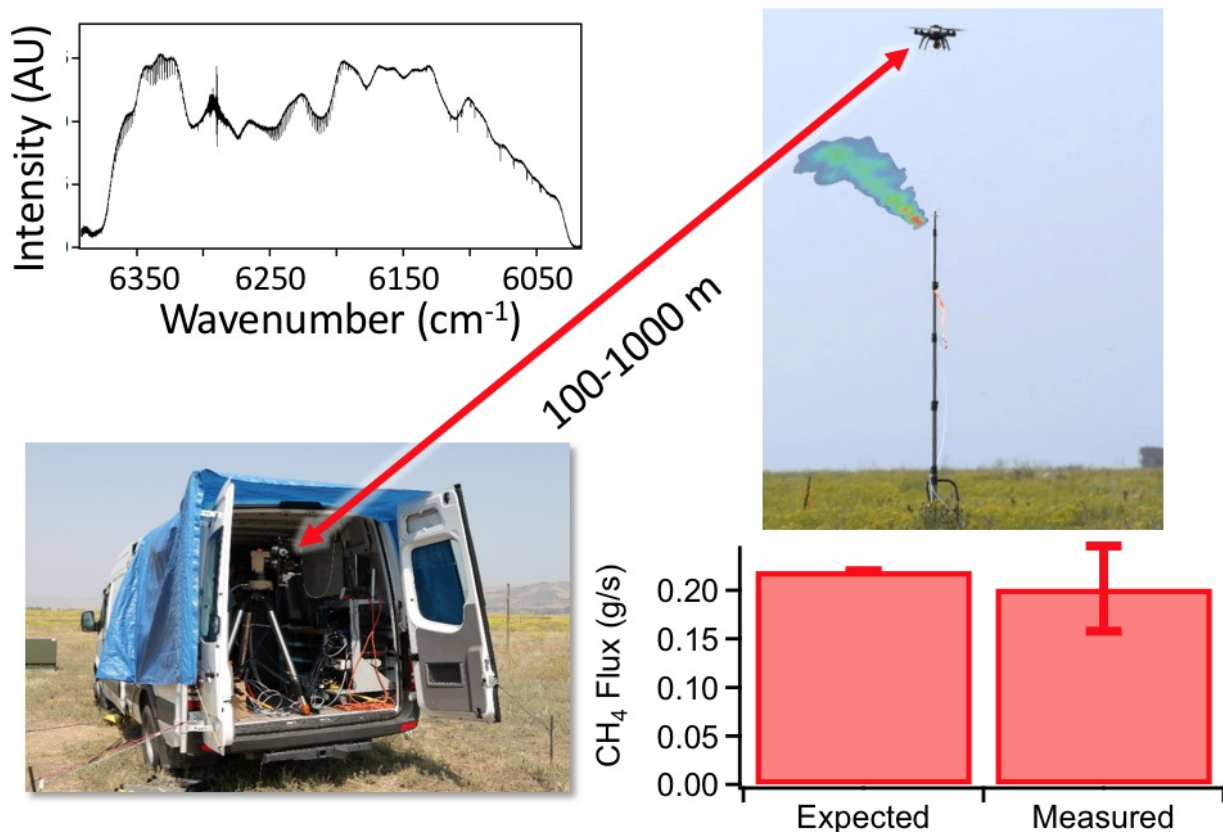 Intensity (AU)
6350 6250 6150 6050
Wavenumber (cm⁻¹)
100-1000 m
CH₄ Flux (g/s)
0.20
0.15
0.10
0.05
0.00
Expected Measured